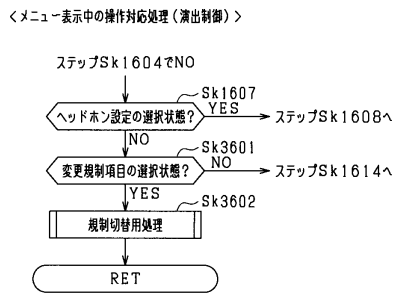 <メニュー表示中の操作対応処理(演出制御)>
ステップSk1604でNO
Sk1607
ヘッドホン設定の選択状態?
YES
ステップSk1608へ
NO
Sk3601
変更規制項目の選択状態?
NO
ステップSk1614へ
YES
Sk3602
規制切替用処理
RET